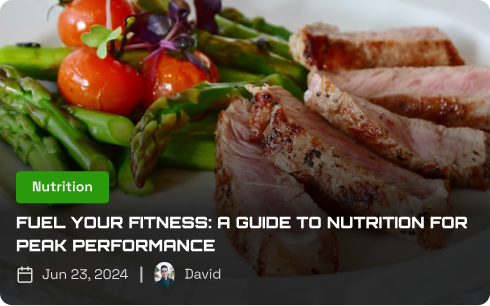 Nutrition
FUEL YOUR FITNESS: A GUIDE TO NUTRITION FOR
PEAK PERFORMANCE
Jun 23, 2024 | David